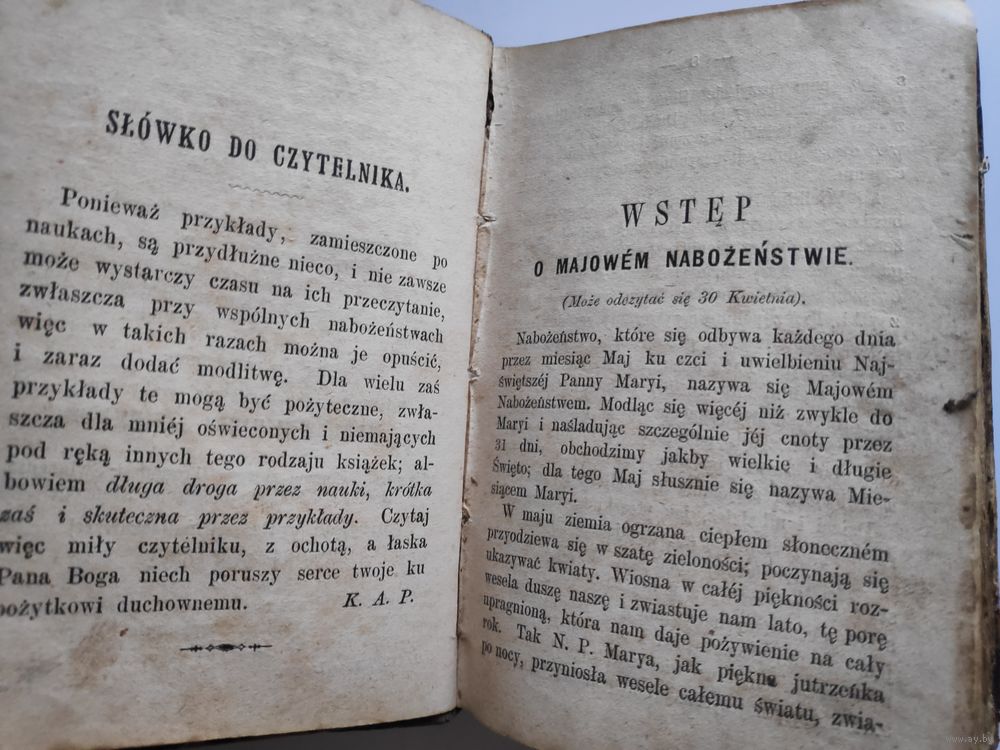 SŁÓWKO DO CZYTELNIKA.
Ponieważ przykłady, zamieszczone po
naukach, są przydłużne nieco, i nie zawsze
może wystarczy czasu na ich przeczytanie,
zwłaszcza przy wspólnych nabożeństwach
więc w takich razach można je opuścić,
i zaraz dodać modlitwę. Dla wielu zaś
przykłady te mogą być pożyteczne, zwła-
szcza dla mniéj oświeconych i niemających
pod ręką innych tego rodzaju książek; al-
bowiem długa droga przez nauki, krótka
zaś i skuteczna przez przykłady. Czytaj
więc miły czytelniku, z ochotą, a łaska
Pana Boga niech poruszy serce twoje ku
pożytkowi duchownemu. K. A. P.
WSTĘP
O MAJOWÉM NABOŻEŃSTWIE.
(Może odczytać się 30 Kwietnia).
Nabożeństwo, które się odbywa każdego dnia
przez miesiąc Maj ku czci i uwielbieniu Naj-
świętszéj Panny Maryi, nazywa się Majowém
Nabożeństwem. Modląc się więcéj niż zwykle do
Maryi i naśladując szczególnie jéj cnoty przez
31 dni, obchodzimy jakby wielkię i długie
Święto; dla tego Maj słusznie się nazywa Mie-
siącem Maryi.
W maju ziemia ogrzana ciepłem słoneczném
przyodziewa się w szatę zieloności; poczynają się
ukazywać kwiaty. Wiosna w całéj piękności roz-
wesela duszę naszę i zwiastuje nam lato, tę porę
upragnioną, która nam daje pożywienie na cały
rok. Tak N. P. Marya, jak piękna jutrzeńka
po nocy, przyniosła wesele całemu światu, zwia-
www.ay.by